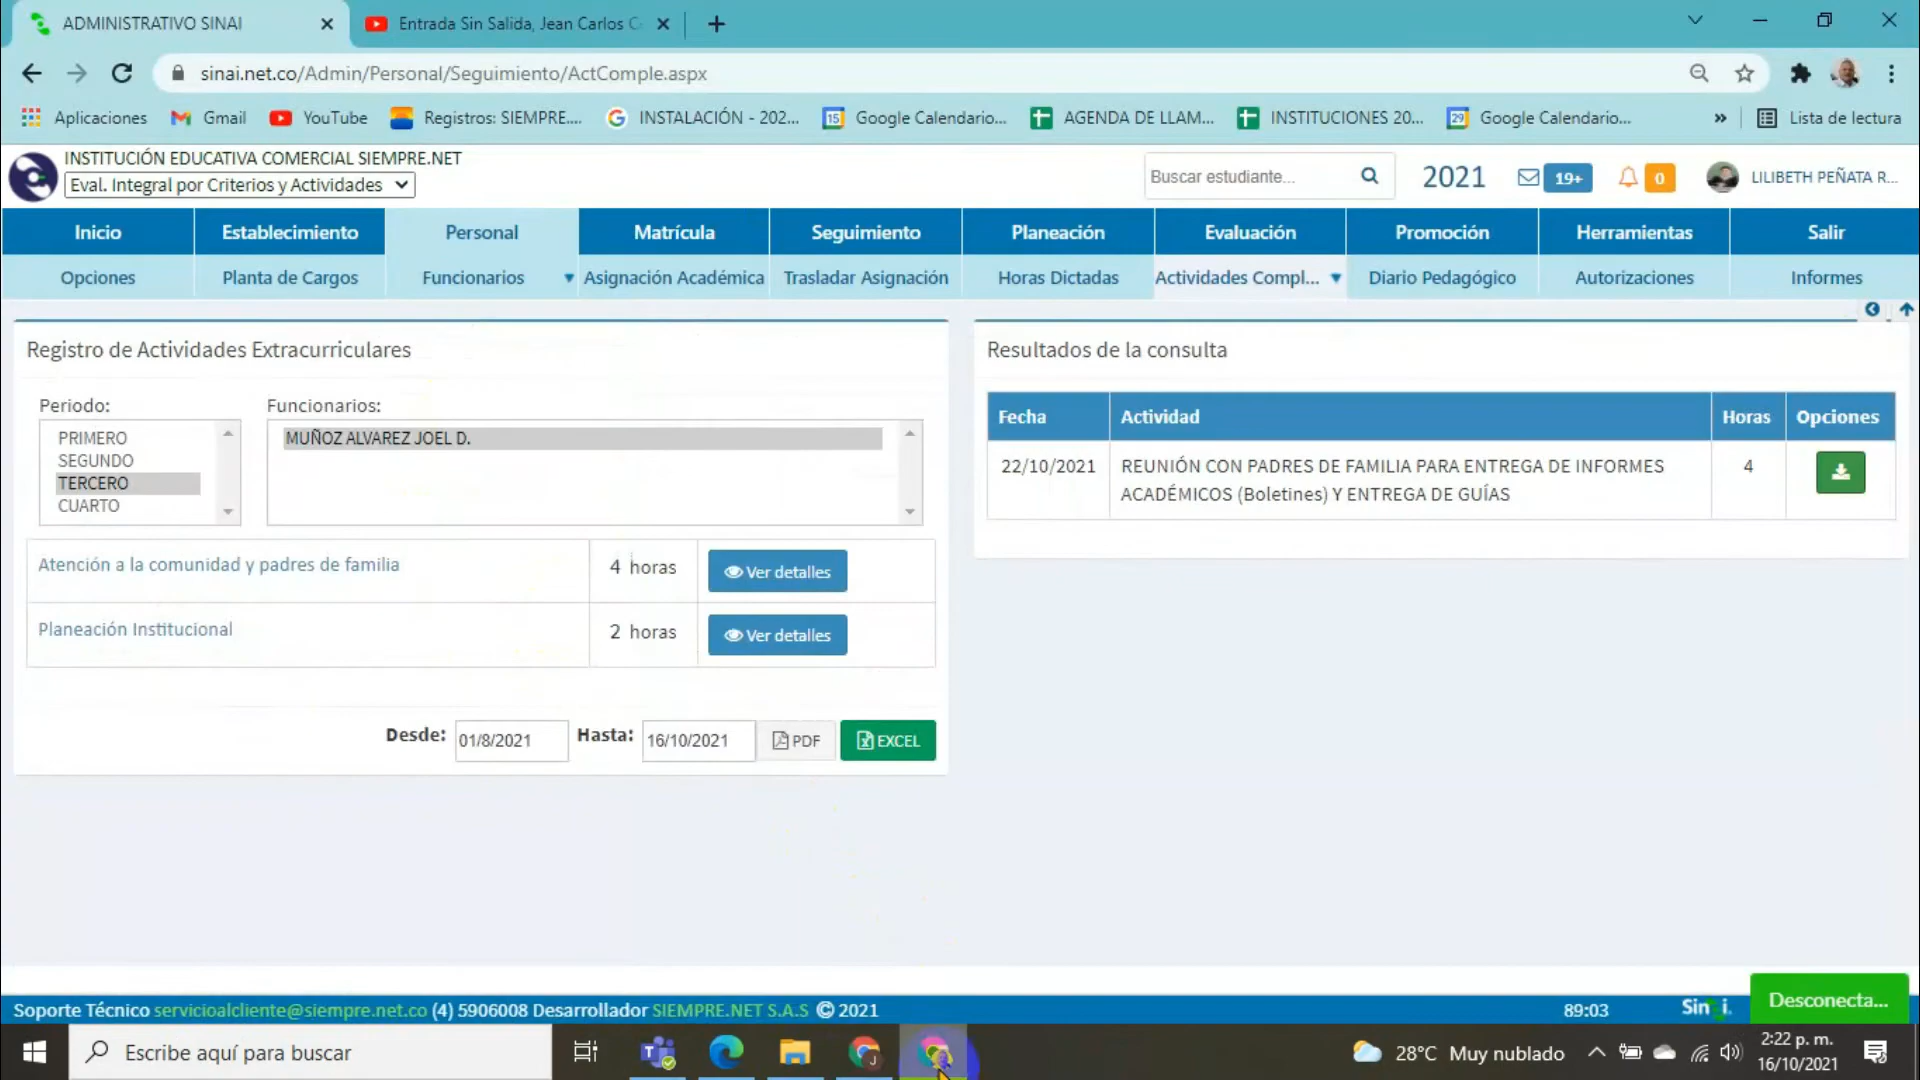 ADMINISTRATIVO SINAI
Entrada Sin Salida, Jean Carlos C
sinai.net.co/Admin/Personal/Seguimiento/ActComple.aspx
Aplicaciones
Gmail
YouTube
Registros: SIEMPRE....
INSTALACIÓN - 202...
15
Google Calendario...
AGENDA DE LLAM...
INSTITUCIONES 20...
29
Google Calendario...
»
Lista de lectura
INSTITUCIÓN EDUCATIVA COMERCIAL SIEMPRE.NET
Eval. Integral por Criterios y Actividades
Buscar estudiante...
2021
19+
0
LILIBETH PEÑATA R...
Inicio
Establecimiento
Personal
Matrícula
Seguimiento
Planeación
Evaluación
Promoción
Herramientas
Salir
Opciones
Planta de Cargos
Funcionarios
Asignación Académica
Trasladar Asignación
Horas Dictadas
Actividades Compl...
Diario Pedagógico
Autorizaciones
Informes
Registro de Actividades Extracurriculares
Periodo:
Funcionarios:
PRIMERO
SEGUNDO
TERCERO
CUARTO
MUÑOZ ALVAREZ JOEL D.
Atención a la comunidad y padres de familia
4 horas
Ver detalles
Planeación Institucional
2 horas
Ver detalles
Desde:
01/8/2021
Hasta:
16/10/2021
PDF
EXCEL
Resultados de la consulta
Fecha
Actividad
Horas
Opciones
22/10/2021
REUNIÓN CON PADRES DE FAMILIA PARA ENTREGA DE INFORMES
ACADÉMICOS (Boletines) Y ENTREGA DE GUÍAS
4
Soporte Técnico servicioalcliente@siempre.net.co (4) 5906008 Desarrollador SIEMPRE.NET S.A.S © 2021
89:03
Sin i.
Desconecta...
Escribe aquí para buscar
28°C Muy nublado
2:22 p. m.
16/10/2021